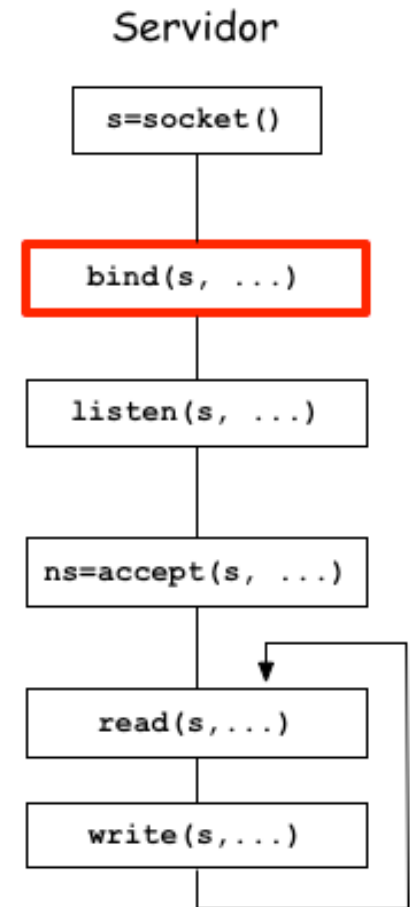 Servidor
s=socket()
bind(s, ...)
listen(s, ...)
ns=accept(s, ...)
read(s,...)
write(s,...)